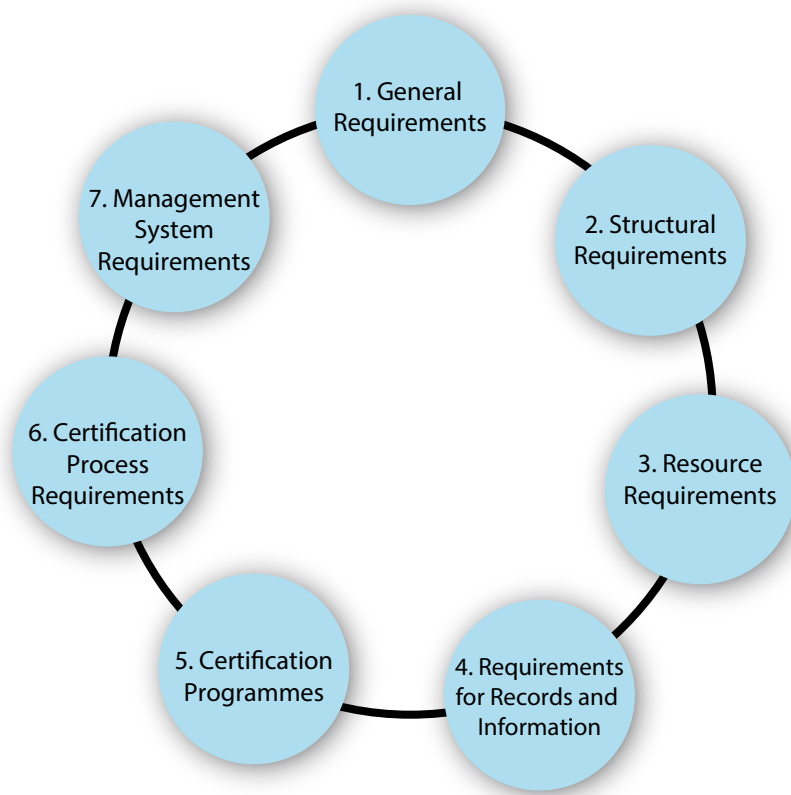 1. General
Requirements
2. Structural
Requirements
3. Resource
Requirements
4. Requirements
for Records and
Information
5. Certification
Programmes
6. Certification
Process
Requirements
7. Management
System
Requirements